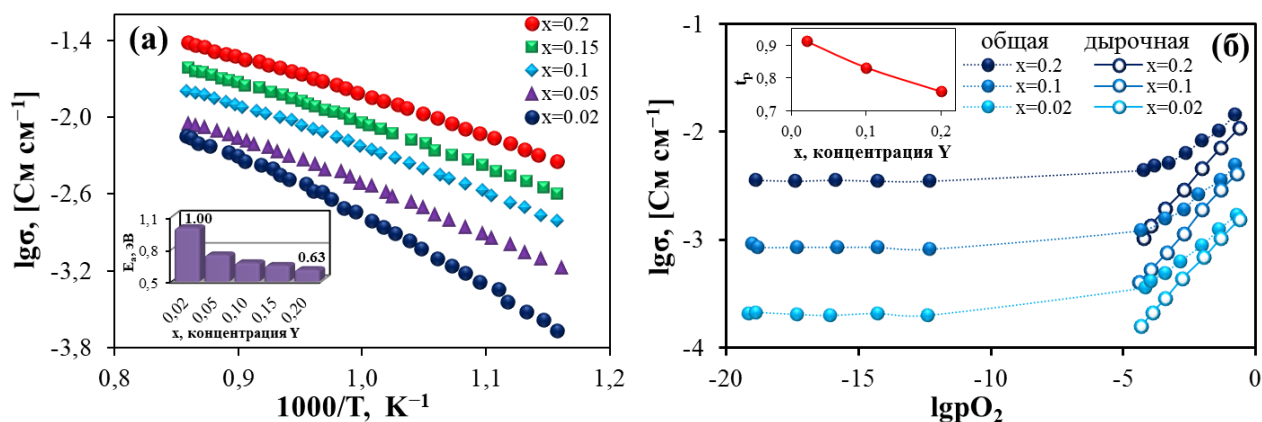 (а)
x=0.2
x=0.15
x=0.1
x=0.05
x=0.02
-1.4
-2,0
-2.6
-3,2
-3,8
lgσ, [См см⁻¹]
0,8
0,9
1,0
1,1
1,2
1000/T, K⁻¹
1,1
0,8
0,5
Eₐ, эВ
1.00
0.63
0,02
0,05
0,10
0,15
0,20
x, концентрация Y
(б)
общая
дырочная
x=0.2
x=0.2
x=0.1
x=0.1
x=0.02
x=0.02
0,9
0,8
0,7
tₚ
0,0
0,1
0,2
x, концентрация Y
-1
-2
-3
-4
lgσ, [См см⁻¹]
-20
-15
-10
-5
0
lgpO₂